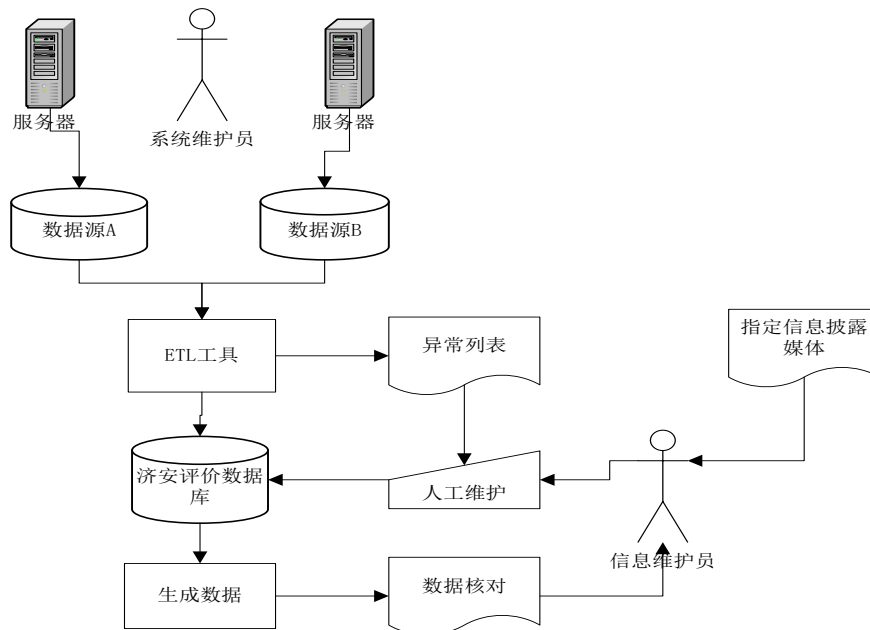 服务器
系统维护员
服务器
数据源A
数据源B
ETL工具
异常列表
指定信息披露
媒体
济安评价数据
库
人工维护
信息维护员
生成数据
数据核对